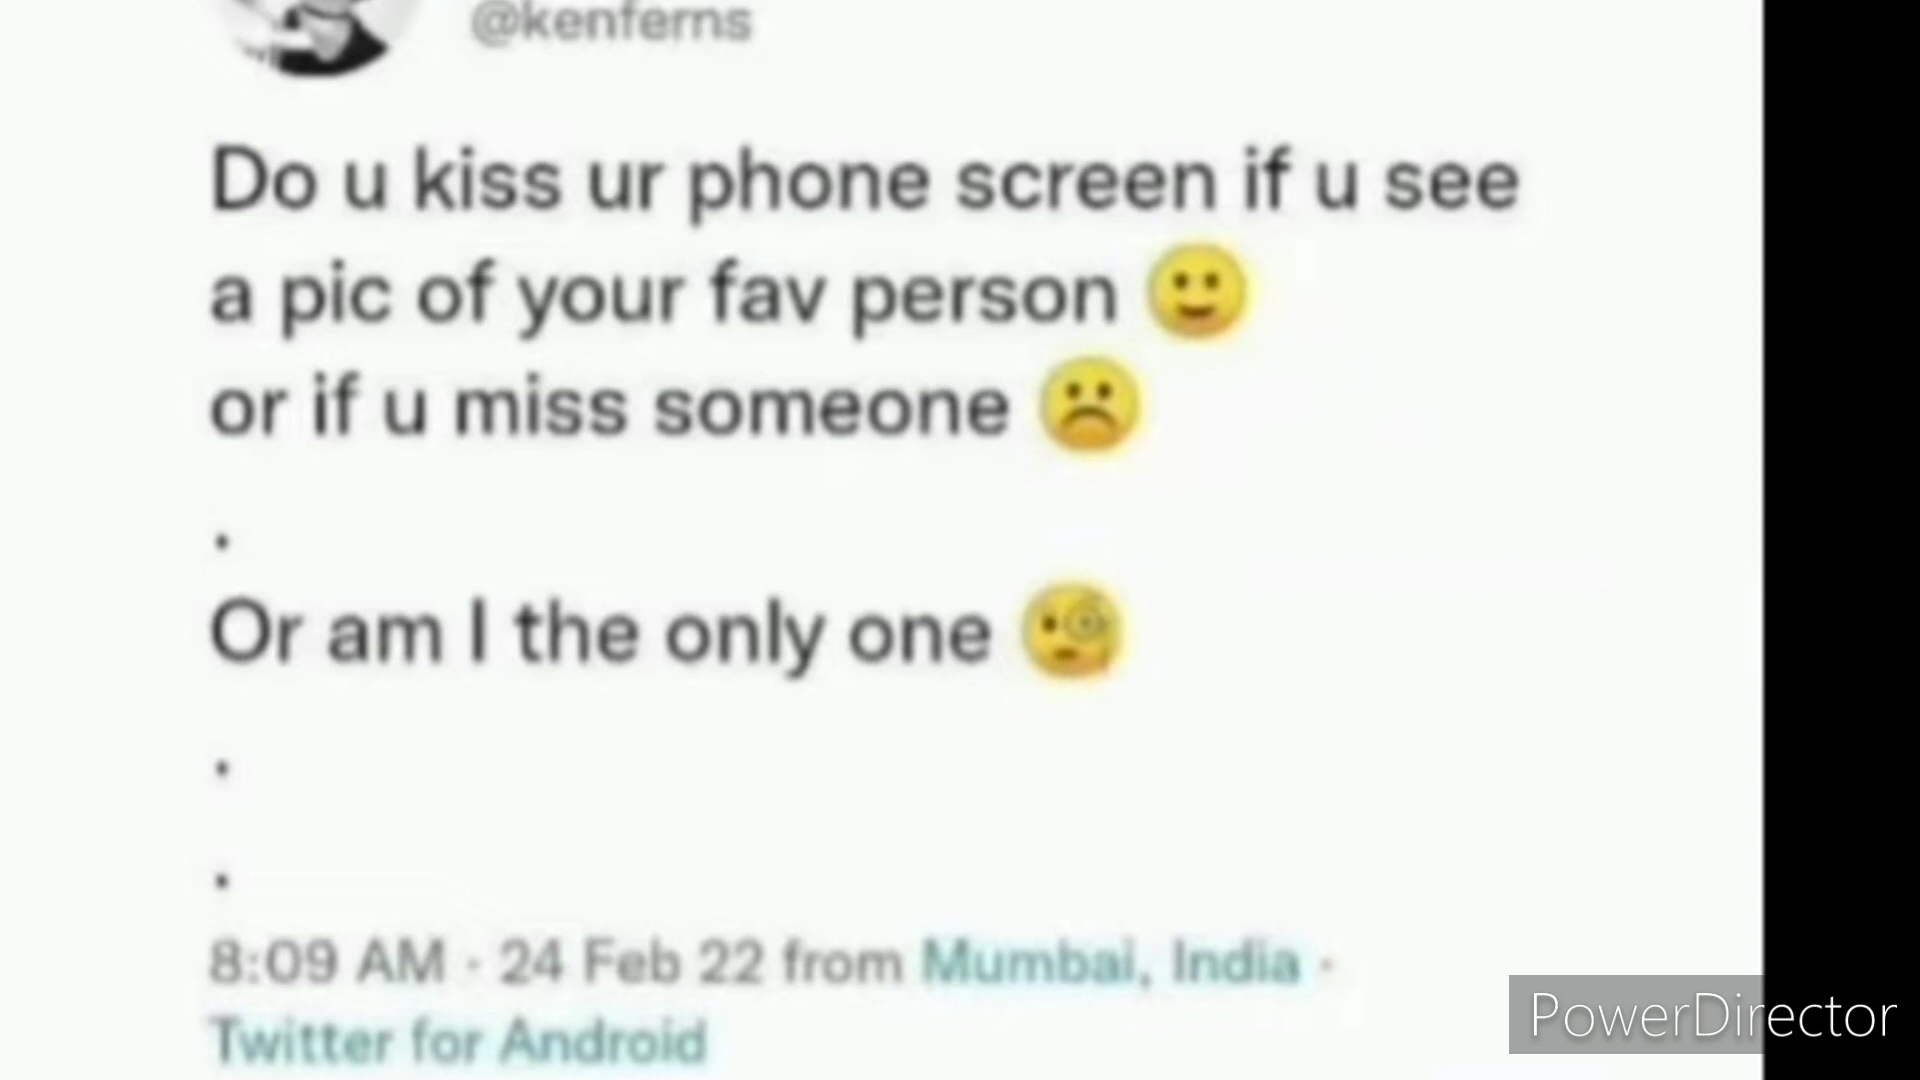 @kenferns
Do u kiss ur phone screen if u see
a pic of your fav person 🙂
or if u miss someone ☹️
.
Or am I the only one 🧐
.
.
8:09 AM · 24 Feb 22 from Mumbai, India ·
Twitter for Android
PowerDirector